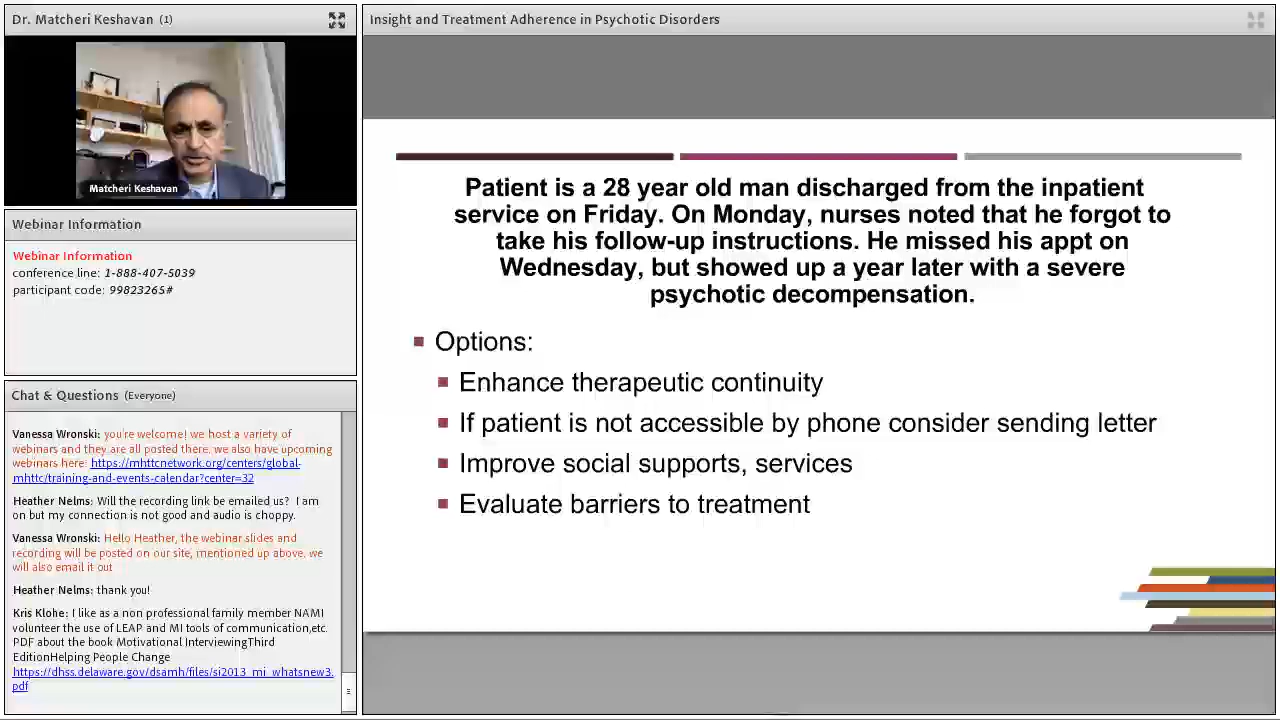 Dr. Matcheri Keshavan (1)
Matcheri Keshavan
Webinar Information
Webinar Information
conference line: 1-888-407-5039
participant code: 99823265#
Chat & Questions (Everyone)
Vanessa Wronski: you're welcome! we host a variety of
webinars and they are all posted there. we also have upcoming
webinars here: https://mhttcnetwork.org/centers/global-
mhttc/training-and-events-calendar?center=32
Heather Nelms: Will the recording link be emailed us? I am
on but my connection is not good and audio is choppy.
Vanessa Wronski: Hello Heather, the webinar slides and
recording will be posted on our site, mentioned up above. we
will also email it out
Heather Nelms: thank you!
Kris Klohe: I like as a non professional family member NAMI
volunteer the use of LEAP and MI tools of communication,etc.
PDF about the book Motivational InterviewingThird
EditionHelping People Change
https://dhss.delaware.gov/dsamh/files/si2013_mi_whatsnew3.
pdf
Insight and Treatment Adherence in Psychotic Disorders
Patient is a 28 year old man discharged from the inpatient
service on Friday. On Monday, nurses noted that he forgot to
take his follow-up instructions. He missed his appt on
Wednesday, but showed up a year later with a severe
psychotic decompensation.
Options:
Enhance therapeutic continuity
If patient is not accessible by phone consider sending letter
Improve social supports, services
Evaluate barriers to treatment